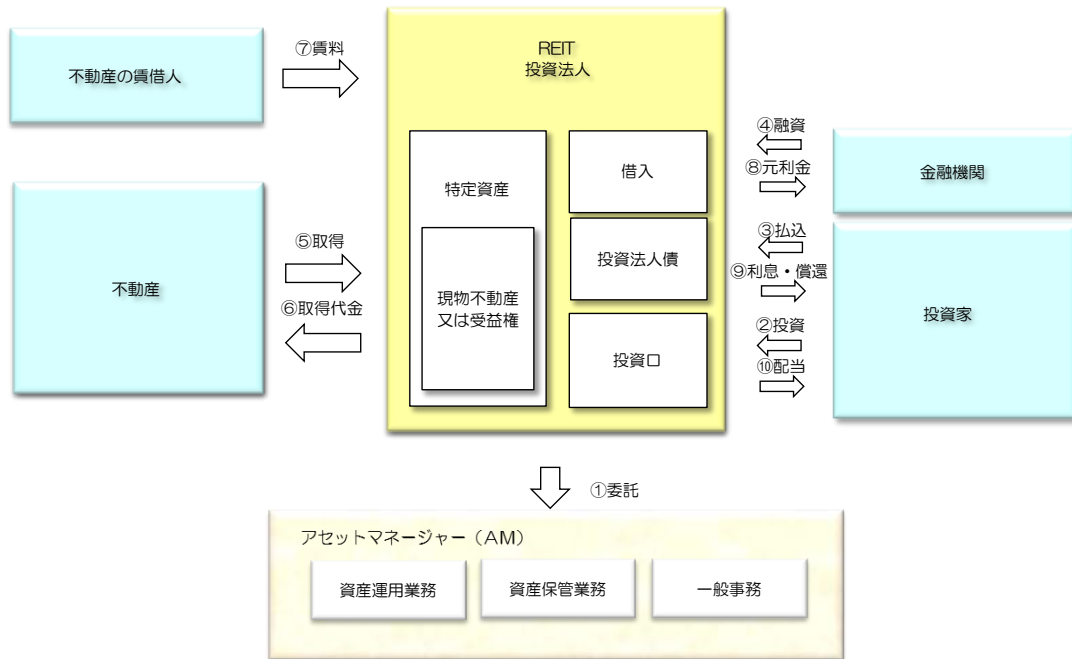 不動産の賃借人
⑦賃料
REIT
投資法人
④融資
⑧元利金
金融機関
特定資産
借入
③払込
⑨利息・償還
投資法人債
不動産
⑤取得
⑥取得代金
現物不動産
又は受益権
投資家
②投資
⑩配当
投資口
①委託
アセットマネージャー(AM)
資産運用業務
資産保管業務
一般事務